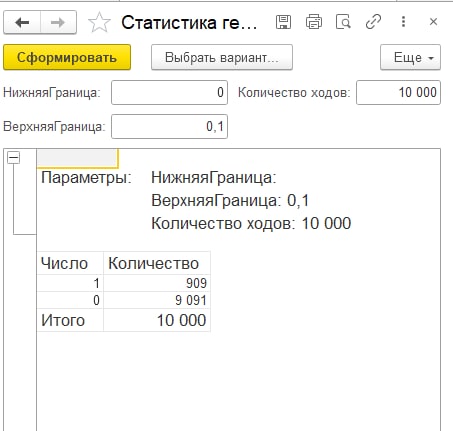 Статистика ге...
Сформировать Выбрать вариант... Еще
НижняяГраница: 0 Количество ходов: 10 000
ВерхняяГраница: 0,1
Параметры: НижняяГраница:
ВерхняяГраница: 0,1
Количество ходов: 10 000
Число Количество
1 909
0 9 091
Итого 10 000